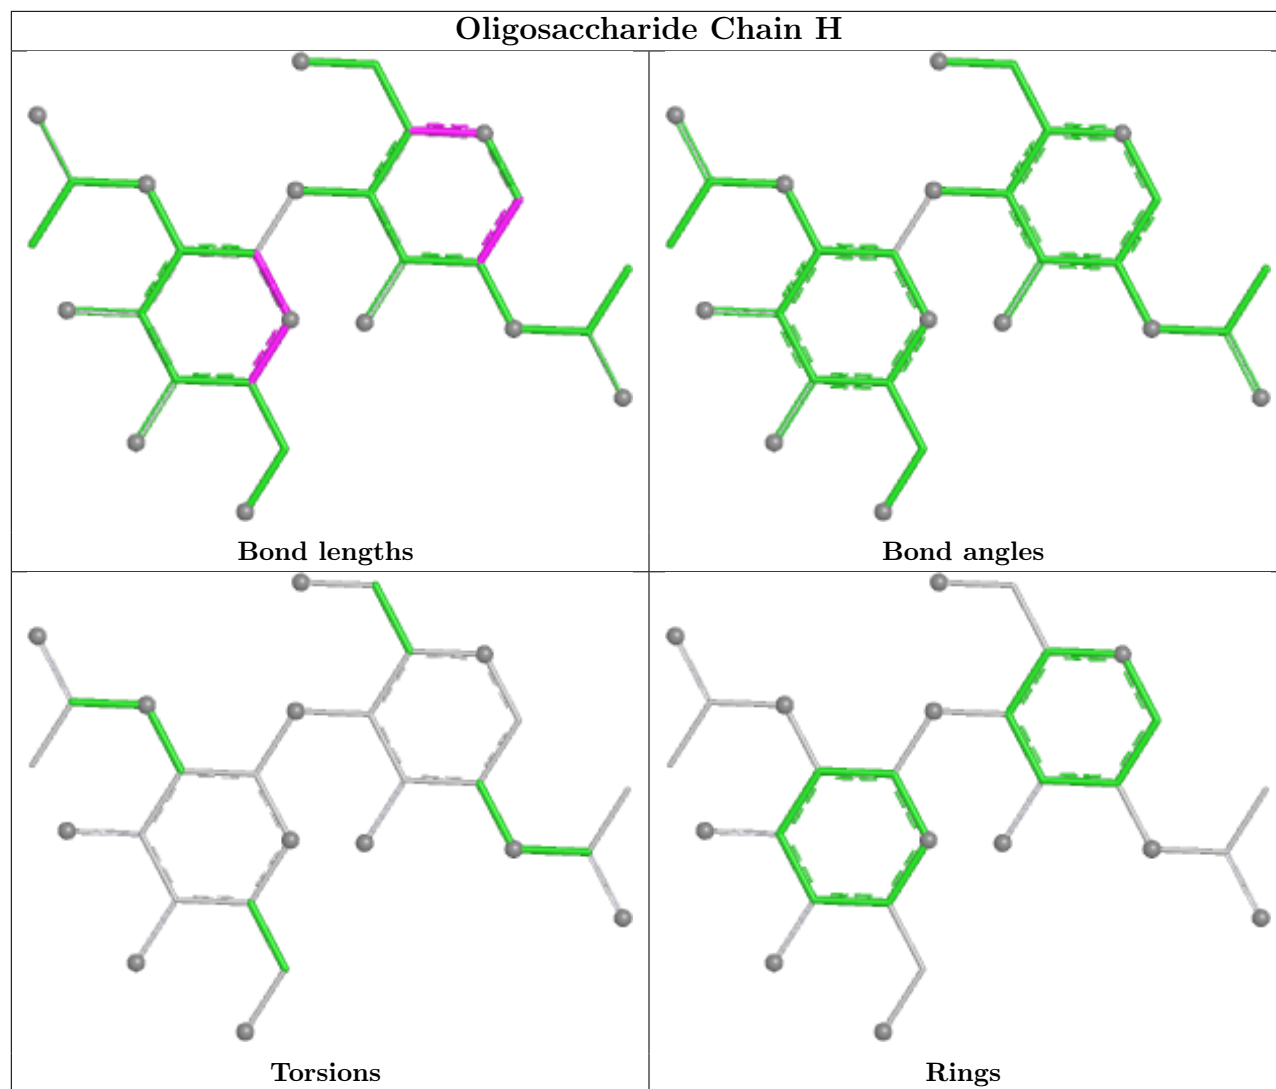 Oligosaccharide Chain H
Bond lengths
Bond angles
Torsions
Rings